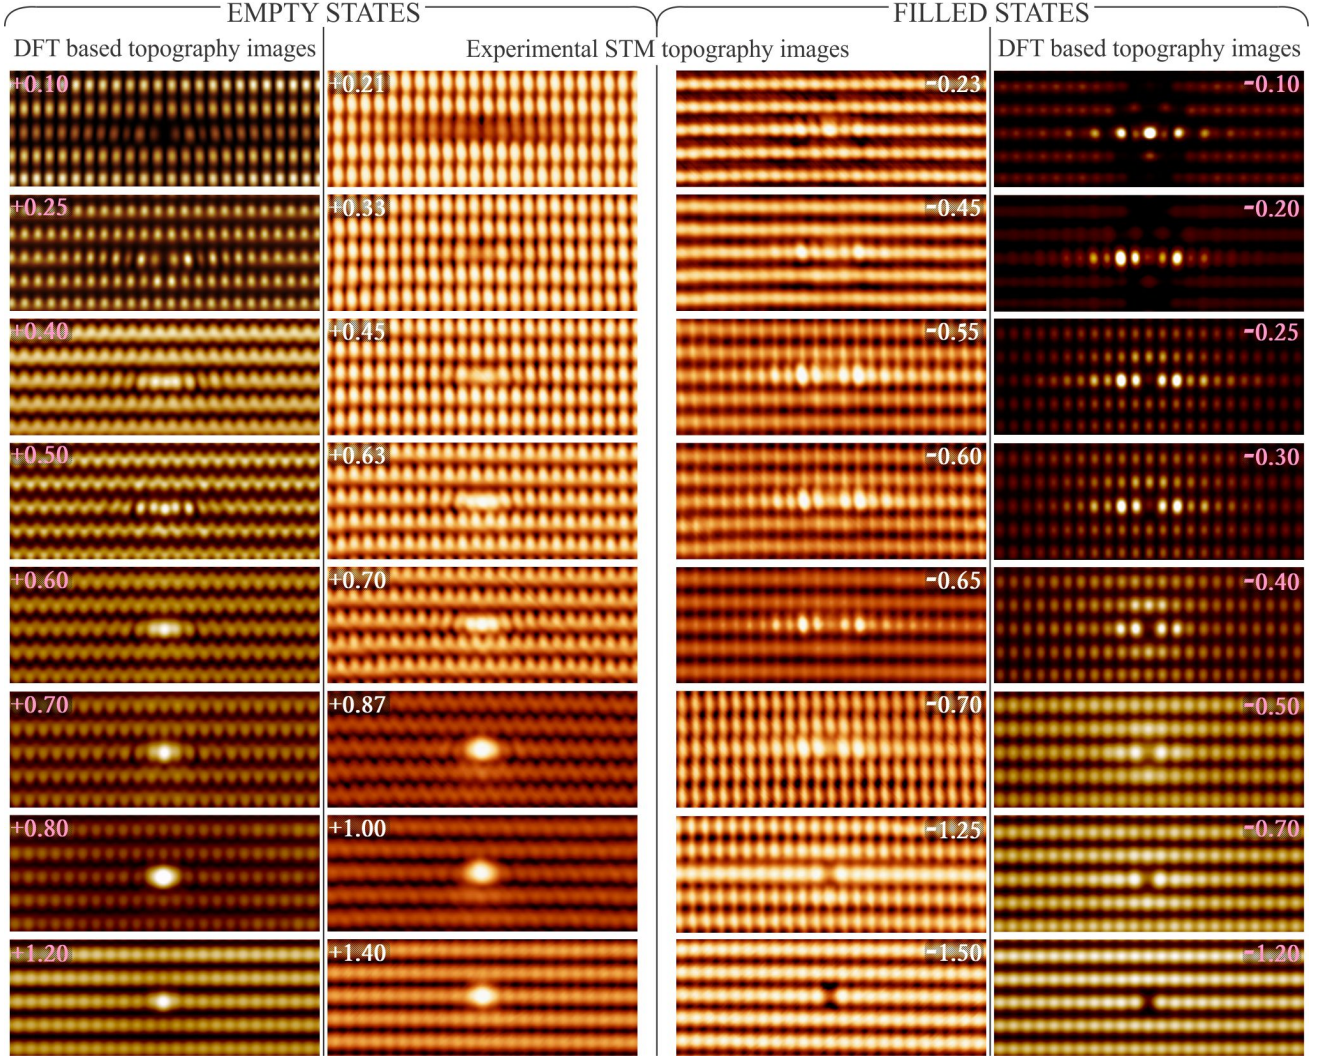 EMPTY STATES FILLED STATES
DFT based topography images Experimental STM topography images DFT based topography images
+0.10 +0.21 -0.23 -0.10
+0.25 +0.33 -0.45 -0.20
+0.40 +0.45 -0.55 -0.25
+0.50 +0.63 -0.60 -0.30
+0.60 +0.70 -0.65 -0.40
+0.70 +0.87 -0.70 -0.50
+0.80 +1.00 -1.25 -0.70
+1.20 +1.40 -1.50 -1.20